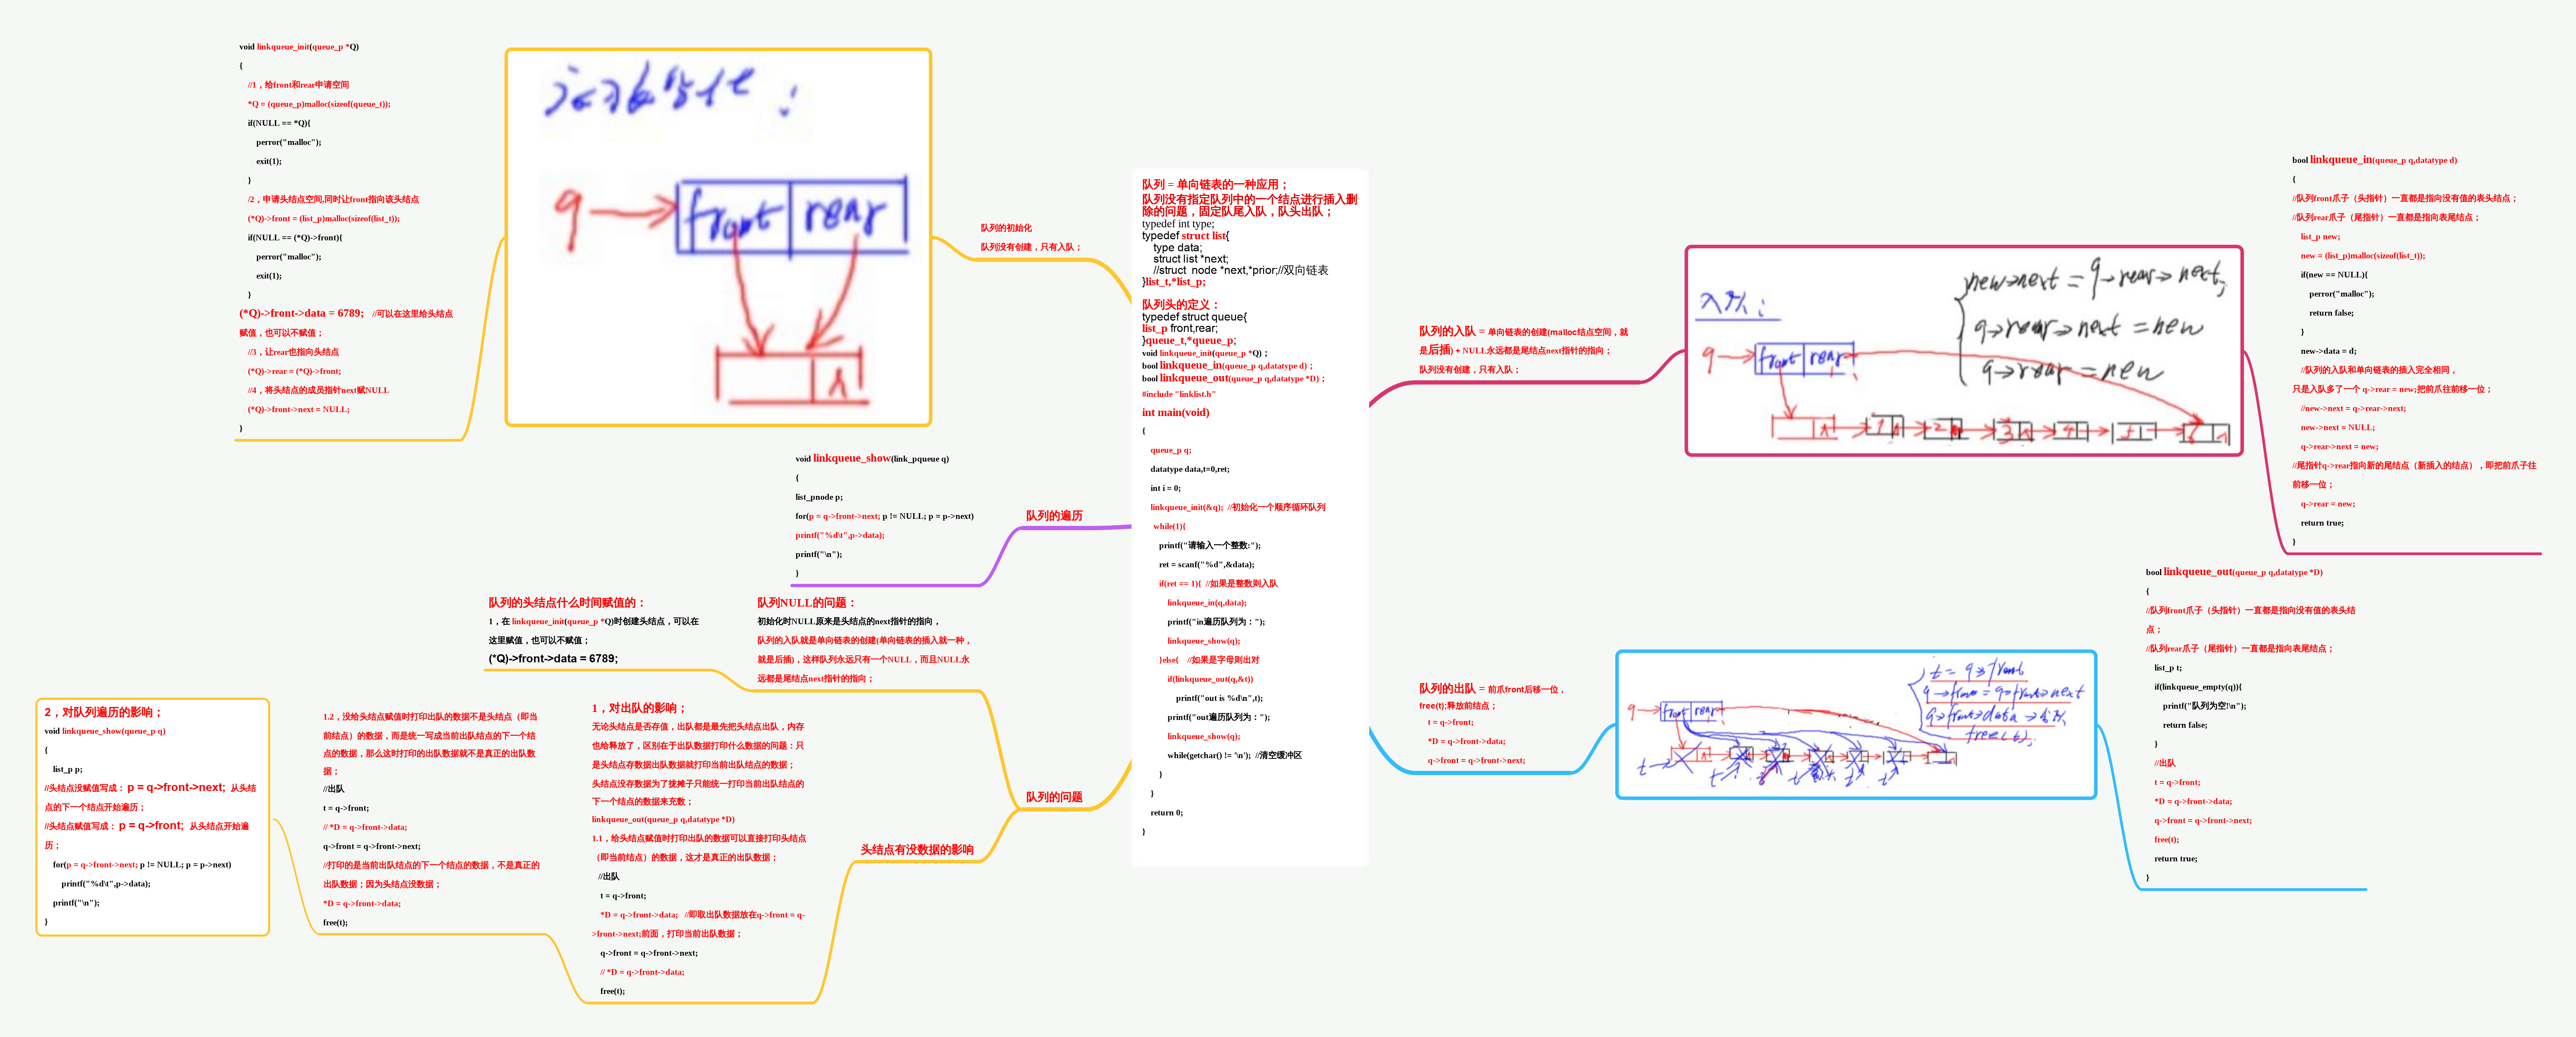 队列 = 单向链表的一种应用；
队列没有指定队列中的一个结点进行插入删
除的问题，固定队尾入队，队头出队；
typedef int type;
typedef struct list{
type data;
struct list *next;
//struct  node *next,*prior;//双向链表
}list_t,*list_p;
队列头的定义：
typedef struct queue{
list_p front,rear;
}queue_t,*queue_p;
void linkqueue_init(queue_p *Q)；
bool linkqueue_in(queue_p q,datatype d)；
bool linkqueue_out(queue_p q,datatype *D)；
#include "linklist.h"
int main(void)
{
queue_p q;
datatype data,t=0,ret;
int i = 0;
linkqueue_init(&q);  //初始化一个顺序循环队列
while(1){
printf("请输入一个整数:");
ret = scanf("%d",&data);
if(ret == 1){  //如果是整数则入队
linkqueue_in(q,data);
printf("in遍历队列为：");
linkqueue_show(q);
}else{    //如果是字母则出对
if(linkqueue_out(q,&t))
printf("out is %d\n",t);
printf("out遍历队列为：");
linkqueue_show(q);
while(getchar() != '\n');  //清空缓冲区
}
}
return 0;
}
队列的入队 = 单向链表的创建(malloc结点空间，就
是后插) + NULL永远都是尾结点next指针的指向；
队列没有创建，只有入队；
入队：
new->next = q->rear->next;
q->rear->next = new
q->rear = new
q
front rear
1 2 3 4 5 6
bool linkqueue_in(queue_p q,datatype d)
{
//队列front爪子（头指针）一直都是指向没有值的表头结点；
//队列rear爪子（尾指针）一直都是指向表尾结点；
list_p new;
new = (list_p)malloc(sizeof(list_t));
if(new == NULL){
perror("malloc");
return false;
}
new->data = d;
//队列的入队和单向链表的插入完全相同，
只是入队多了一个 q->rear = new;把前爪往前移一位；
//new->next = q->rear->next;
new->next = NULL;
q->rear->next = new;
//尾指针q->rear指向新的尾结点（新插入的结点），即把前爪子往
前移一位；
q->rear = new;
return true;
}
队列的出队 = 前爪front后移一位，
free(t);释放前结点；
t = q->front;
*D = q->front->data;
q->front = q->front->next;
t = q->front
q->front = q->front->next
q->front->data ->出队
free(t);
q
front rear
t t t t t
bool linkqueue_out(queue_p q,datatype *D)
{
//队列front爪子（头指针）一直都是指向没有值的表头结
点；
//队列rear爪子（尾指针）一直都是指向表尾结点；
list_p t;
if(linkqueue_empty(q)){
printf("队列为空!\n");
return false;
}
//出队
t = q->front;
*D = q->front->data;
q->front = q->front->next;
free(t);
return true;
}
队列的初始化
队列没有创建，只有入队；
初始化：
q
front rear
void linkqueue_init(queue_p *Q)
{
//1，给front和rear申请空间
*Q = (queue_p)malloc(sizeof(queue_t));
if(NULL == *Q){
perror("malloc");
exit(1);
}
/2，申请头结点空间,同时让front指向该头结点
(*Q)->front = (list_p)malloc(sizeof(list_t));
if(NULL == (*Q)->front){
perror("malloc");
exit(1);
}
(*Q)->front->data = 6789;   //可以在这里给头结点
赋值，也可以不赋值；
//3，让rear也指向头结点
(*Q)->rear = (*Q)->front;
//4，将头结点的成员指针next赋NULL
(*Q)->front->next = NULL;
}
队列的遍历
void linkqueue_show(link_pqueue q)
{
list_pnode p;
for(p = q->front->next; p != NULL; p = p->next)
printf("%d\t",p->data);
printf("\n");
}
队列的问题
队列NULL的问题：
初始化时NULL原来是头结点的next指针的指向，
队列的入队就是单向链表的创建(单向链表的插入就一种，
就是后插)，这样队列永远只有一个NULL，而且NULL永
远都是尾结点next指针的指向；
队列的头结点什么时间赋值的：
1，在 linkqueue_init(queue_p *Q)时创建头结点，可以在
这里赋值，也可以不赋值；
(*Q)->front->data = 6789;
头结点有没数据的影响
1，对出队的影响；
无论头结点是否存值，出队都是最先把头结点出队，内存
也给释放了，区别在于出队数据打印什么数据的问题：只
是头结点存数据出队数据就打印当前出队结点的数据；
头结点没存数据为了拢摊子只能统一打印当前出队结点的
下一个结点的数据来充数；
linkqueue_out(queue_p q,datatype *D)
1.1，给头结点赋值时打印出队的数据可以直接打印头结点
（即当前结点）的数据，这才是真正的出队数据；
//出队
t = q->front;
*D = q->front->data;   //即取出队数据放在q->front = q-
>front->next;前面，打印当前出队数据；
q->front = q->front->next;
// *D = q->front->data;
free(t);
1.2，没给头结点赋值时打印出队的数据不是头结点（即当
前结点）的数据，而是统一写成当前出队结点的下一个结
点的数据，那么这时打印的出队数据就不是真正的出队数
据；
//出队
t = q->front;
// *D = q->front->data;
q->front = q->front->next;
//打印的是当前出队结点的下一个结点的数据，不是真正的
出队数据；因为头结点没数据；
*D = q->front->data;
free(t);
2，对队列遍历的影响；
void linkqueue_show(queue_p q)
{
list_p p;
//头结点没赋值写成： p = q->front->next;  从头结
点的下一个结点开始遍历；
//头结点赋值写成： p = q->front;  从头结点开始遍
历；
for(p = q->front->next; p != NULL; p = p->next)
printf("%d\t",p->data);
printf("\n");
}